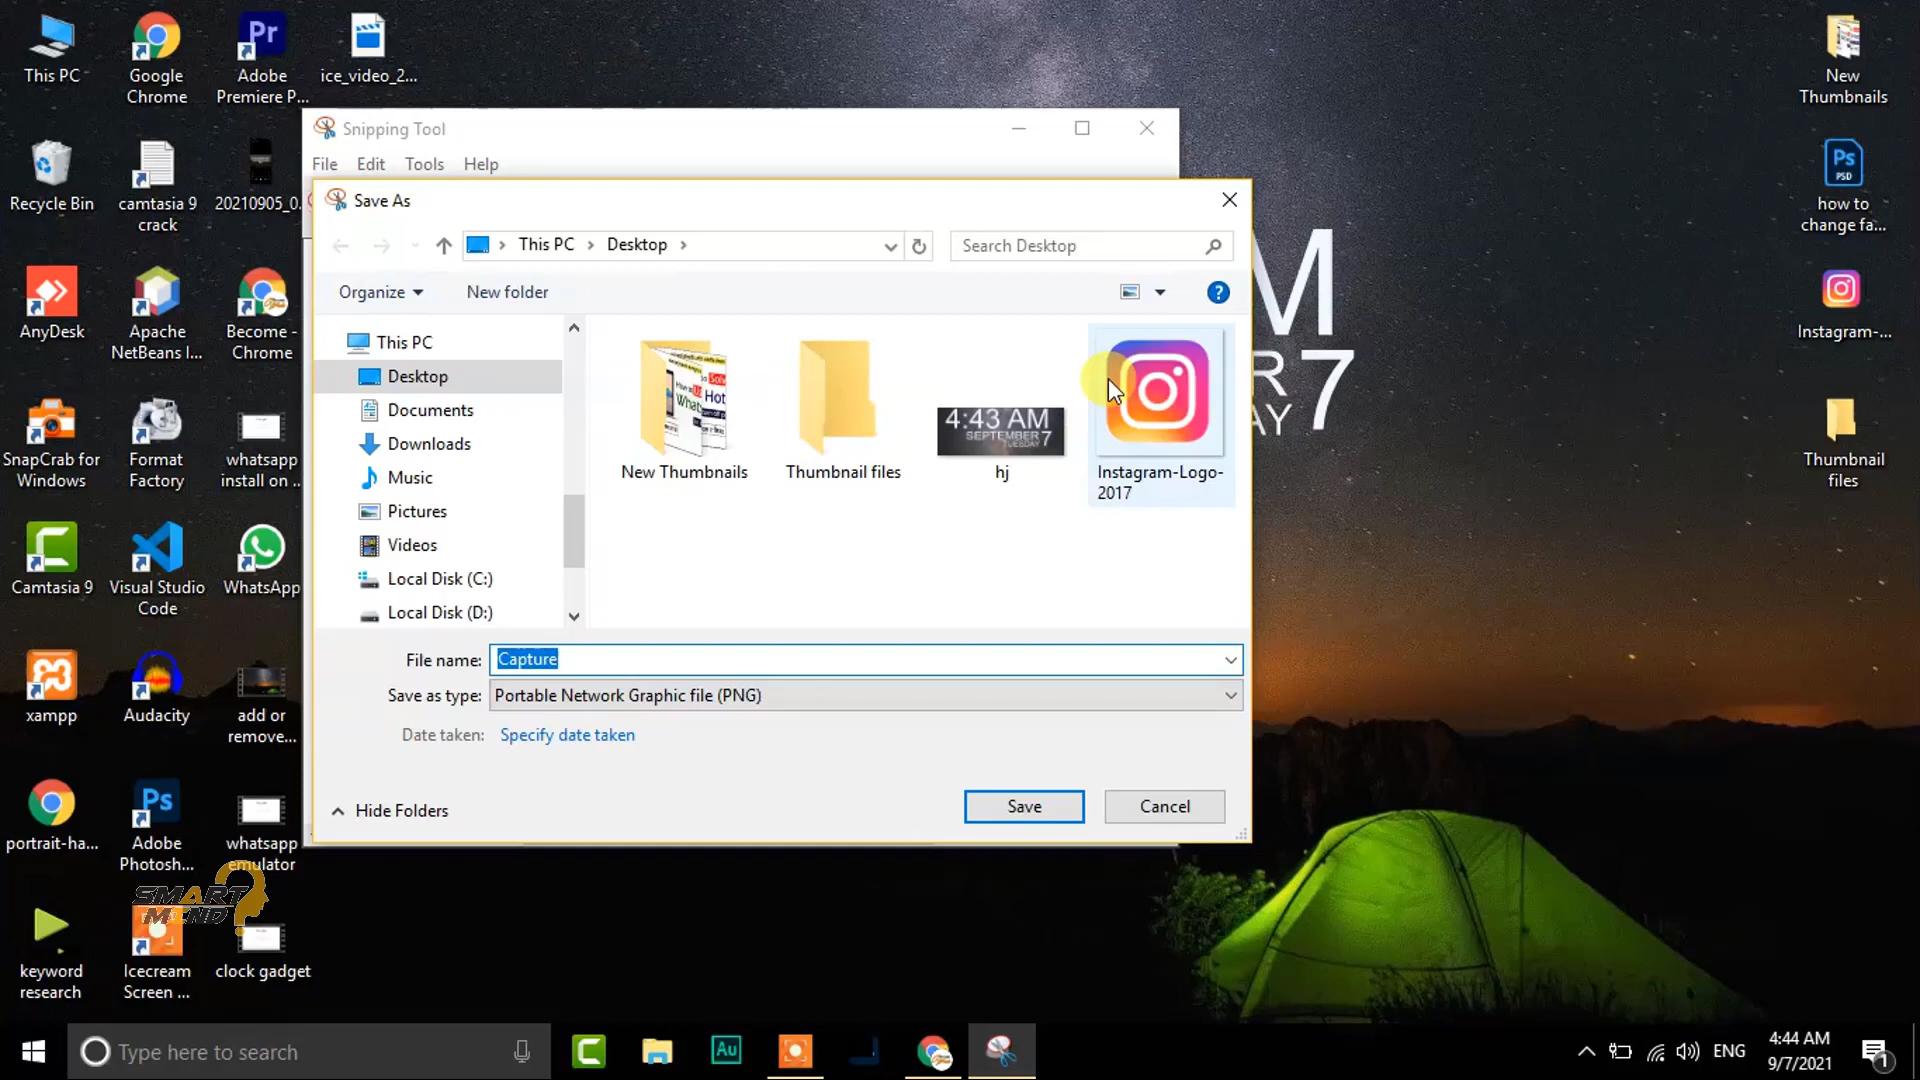 This PC
Google
Chrome
Adobe
Premiere P...
ice_video_2...
New
Thumbnails
Recycle Bin
camtasia 9
crack
20210905_0...
how to
change fa...
AnyDesk
Apache
NetBeans I...
Become -
Chrome
Instagram-...
SnapCrab for
Windows
Format
Factory
whatsapp
install on ...
Thumbnail
files
Camtasia 9
Visual Studio
Code
WhatsApp
xampp
Audacity
add or
remove...
portrait-ha...
Adobe
Photosh...
whatsapp
emulator
SMART
MIND
keyword
research
Icecream
Screen ...
clock gadget
Snipping Tool
File Edit Tools Help
Save As
This PC > Desktop >
Search Desktop
Organize
New folder
This PC
Desktop
Documents
Downloads
Music
Pictures
Videos
Local Disk (C:)
Local Disk (D:)
New Thumbnails
Thumbnail files
4:43 AM
SEPTEMBER 7
TUESDAY
hj
Instagram-Logo-
2017
File name: Capture
Save as type: Portable Network Graphic file (PNG)
Date taken: Specify date taken
Hide Folders
Save
Cancel
M
R 7
AY
Type here to search
Au
ENG
4:44 AM
9/7/2021
1